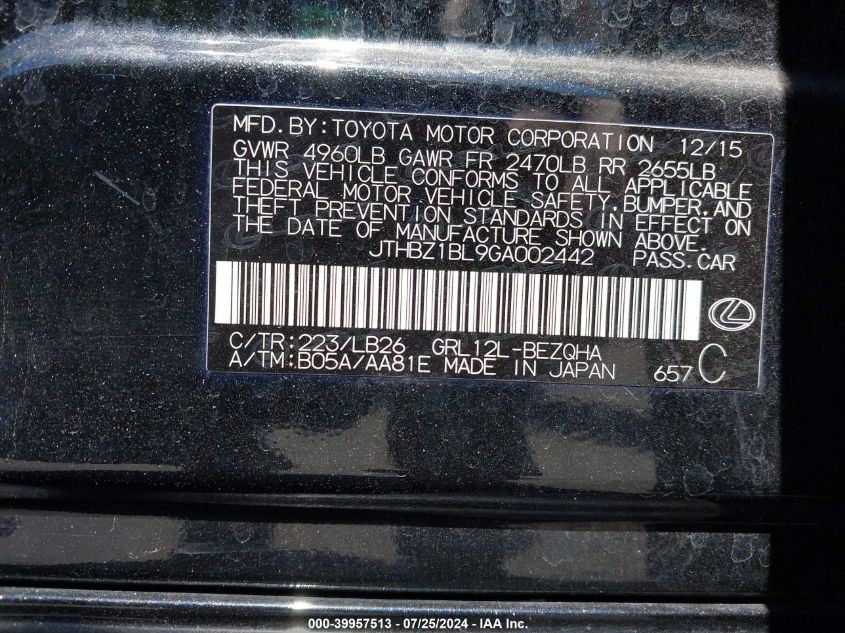 MFD.BY:TOYOTA MOTOR CORPORATION 12/15
GVWR 4960LB GAWR FR 2470LB RR 2655LB
THIS VEHICLE CONFORMS TO ALL APPLICABLE
FEDERAL MOTOR VEHICLE SAFETY,BUMPER,AND
THEFT PREVENTION STANDARDS IN EFFECT ON
THE DATE OF MANUFACTURE SHOWN ABOVE.
JTHBZ1BL9GA002442 PASS.CAR
C/TR:223/LB26 GRL12L-BEZQHA
A/TM:B05A/AA81E MADE IN JAPAN 657 C
000-39957513 - 07/25/2024 - IAA Inc.